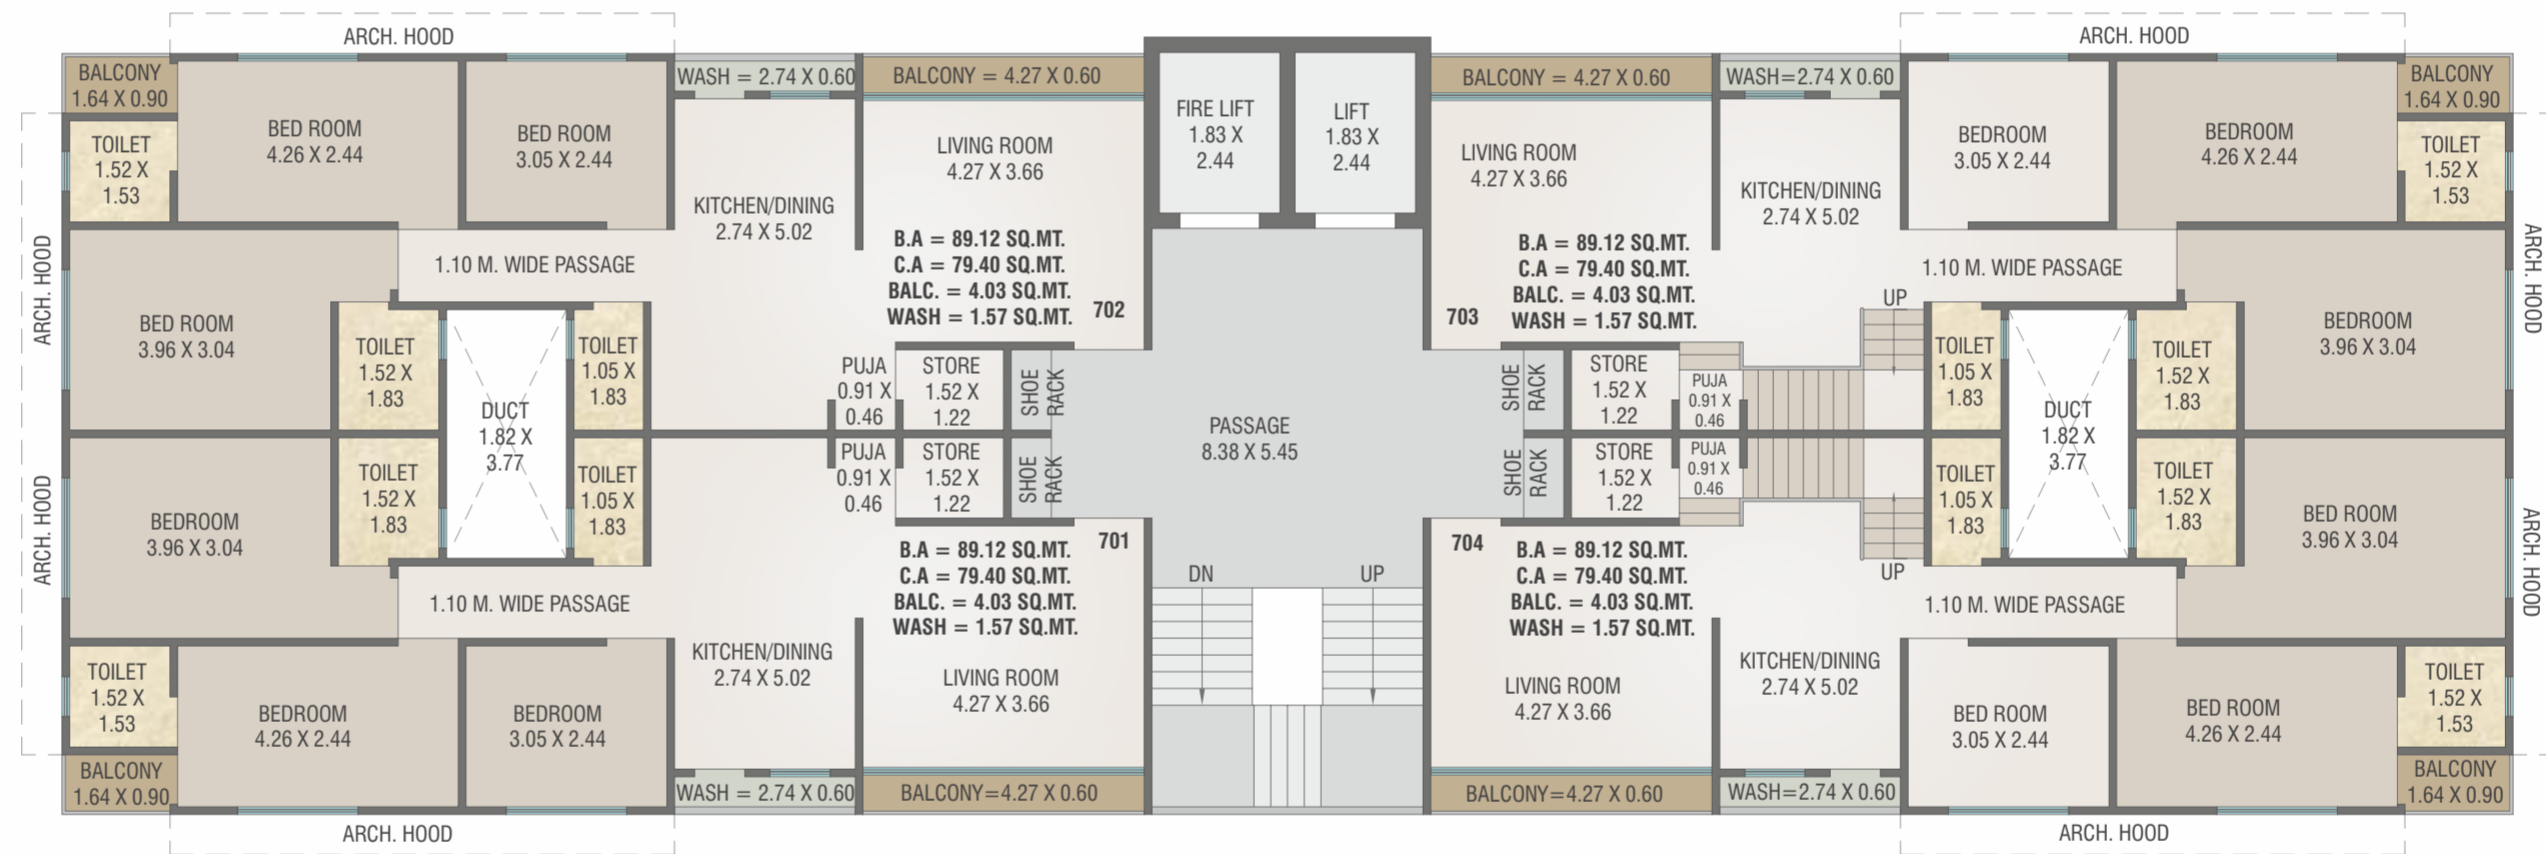 ARCH. HOOD
BALCONY
1.64 X 0.90
TOILET
1.52 X
1.53
BED ROOM
4.26 X 2.44
BED ROOM
3.05 X 2.44
WASH = 2.74 X 0.60
BALCONY = 4.27 X 0.60
KITCHEN/DINING
2.74 X 5.02
LIVING ROOM
4.27 X 3.66
B.A = 89.12 SQ.MT.
C.A = 79.40 SQ.MT.
BALC. = 4.03 SQ.MT.
WASH = 1.57 SQ.MT.
702
ARCH. HOOD
1.10 M. WIDE PASSAGE
BED ROOM
3.96 X 3.04
TOILET
1.52 X
1.83
DUCT
1.82 X
3.77
TOILET
1.05 X
1.83
PUJA
0.91 X
0.46
STORE
1.52 X
1.22
SHOE
RACK
FIRE LIFT
1.83 X
2.44
LIFT
1.83 X
2.44
PASSAGE
8.38 X 5.45
DN
UP
ARCH. HOOD
BEDROOM
3.96 X 3.04
TOILET
1.52 X
1.83
TOILET
1.05 X
1.83
PUJA
0.91 X
0.46
STORE
1.52 X
1.22
SHOE
RACK
701
B.A = 89.12 SQ.MT.
C.A = 79.40 SQ.MT.
BALC. = 4.03 SQ.MT.
WASH = 1.57 SQ.MT.
1.10 M. WIDE PASSAGE
KITCHEN/DINING
2.74 X 5.02
LIVING ROOM
4.27 X 3.66
TOILET
1.52 X
1.53
BEDROOM
4.26 X 2.44
BEDROOM
3.05 X 2.44
BALCONY
1.64 X 0.90
WASH = 2.74 X 0.60
BALCONY=4.27 X 0.60
ARCH. HOOD
ARCH. HOOD
BALCONY = 4.27 X 0.60
WASH=2.74 X 0.60
BALCONY
1.64 X 0.90
LIVING ROOM
4.27 X 3.66
KITCHEN/DINING
2.74 X 5.02
BEDROOM
3.05 X 2.44
BEDROOM
4.26 X 2.44
TOILET
1.52 X
1.53
B.A = 89.12 SQ.MT.
C.A = 79.40 SQ.MT.
BALC. = 4.03 SQ.MT.
WASH = 1.57 SQ.MT.
703
1.10 M. WIDE PASSAGE
UP
ARCH. HOOD
SHOE
RACK
STORE
1.52 X
1.22
PUJA
0.91 X
0.46
TOILET
1.05 X
1.83
DUCT
1.82 X
3.77
TOILET
1.52 X
1.83
BEDROOM
3.96 X 3.04
SHOE
RACK
STORE
1.52 X
1.22
PUJA
0.91 X
0.46
TOILET
1.05 X
1.83
TOILET
1.52 X
1.83
BED ROOM
3.96 X 3.04
ARCH. HOOD
704
B.A = 89.12 SQ.MT.
C.A = 79.40 SQ.MT.
BALC. = 4.03 SQ.MT.
WASH = 1.57 SQ.MT.
UP
1.10 M. WIDE PASSAGE
LIVING ROOM
4.27 X 3.66
KITCHEN/DINING
2.74 X 5.02
BED ROOM
3.05 X 2.44
BED ROOM
4.26 X 2.44
TOILET
1.52 X
1.53
BALCONY=4.27 X 0.60
WASH=2.74 X 0.60
BALCONY
1.64 X 0.90
ARCH. HOOD